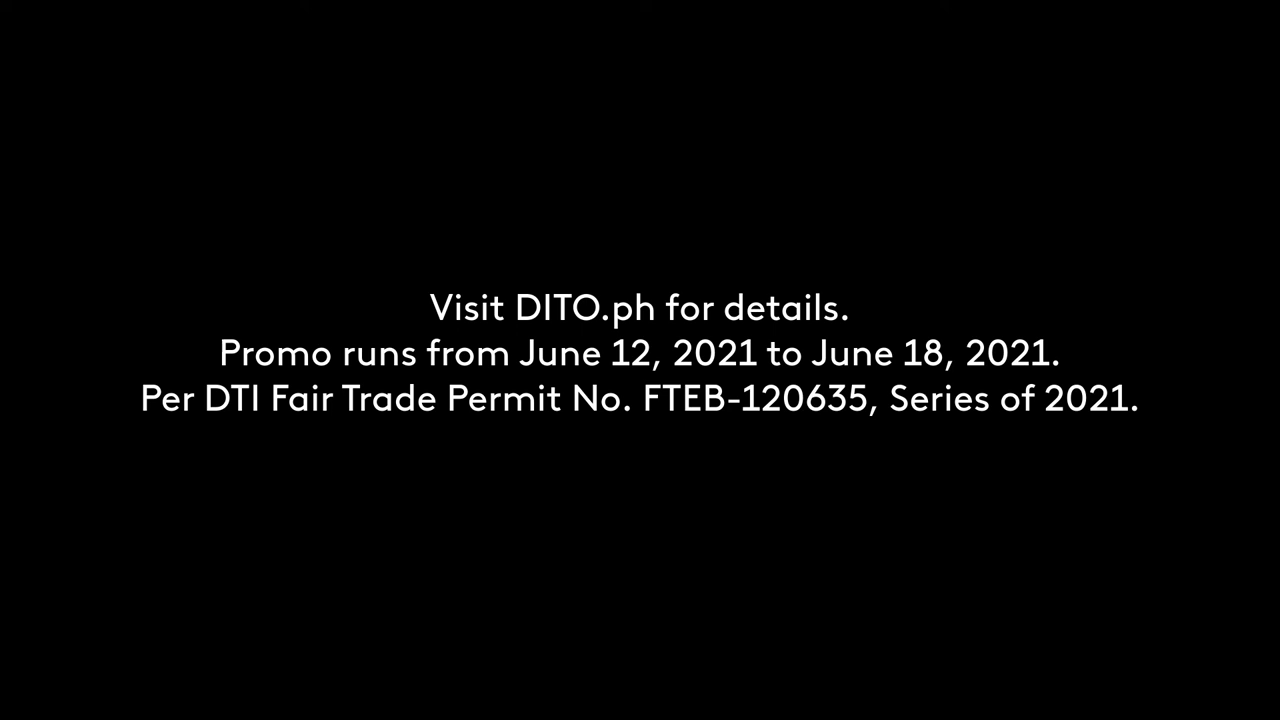 Visit DITO.ph for details.
Promo runs from June 12, 2021 to June 18, 2021.
Per DTI Fair Trade Permit No. FTEB-120635, Series of 2021.